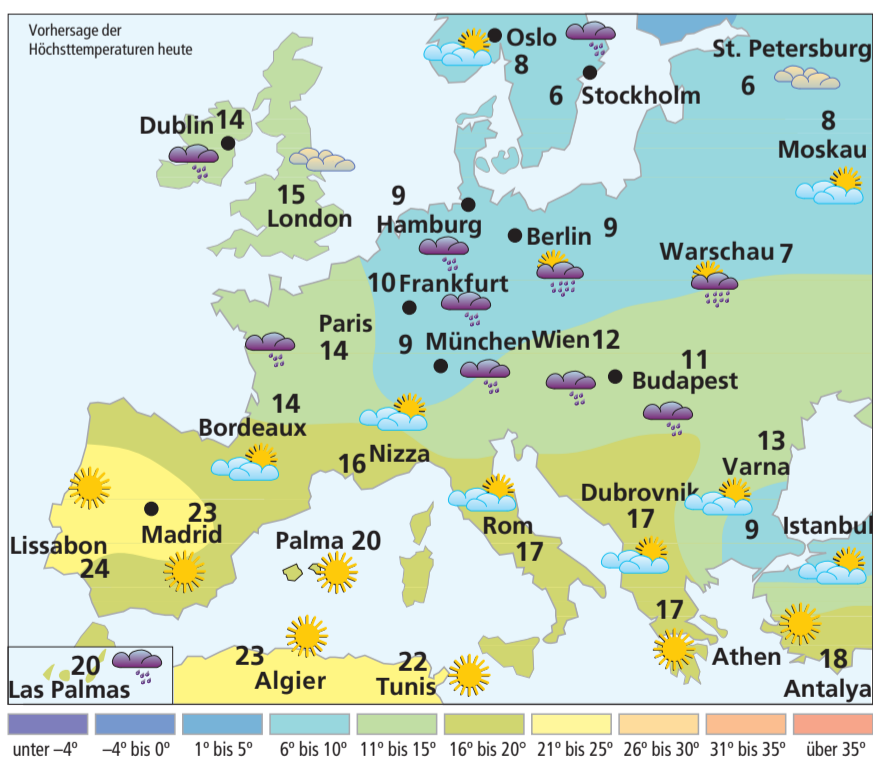 Vorhersage der
Höchsttemperaturen heute
Oslo
8
6 Stockholm
St. Petersburg
6
8
Moskau
Dublin 14
15
London
9
Hamburg
Berlin 9
Warschau 7
10 Frankfurt
Paris
14
9 München
Wien 12
11
Budapest
14
Bordeaux
16 Nizza
13
Varna
9 Istanbul
Dubrovnik
17
Rom
17
23
Madrid
Lissabon
24
Palma 20
17
Athen
18
Antalya
20
Las Palmas
23
Algier
22
Tunis
unter –4° –4° bis 0° 1° bis 5° 6° bis 10° 11° bis 15° 16° bis 20° 21° bis 25° 26° bis 30° 31° bis 35° über 35°